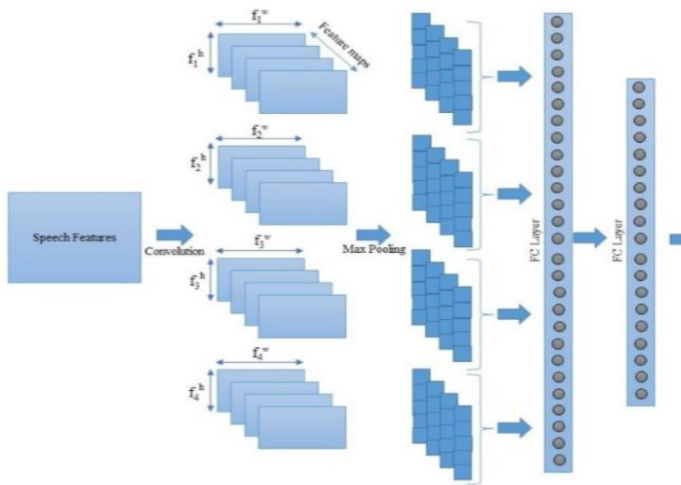 f₁ʷ
Feature maps
f₁ʰ
f₂ʷ
f₂ʰ
Speech Features
Convolution
f₃ʷ
Max Pooling
f₃ʰ
FC Layer
FC Layer
f₄ʷ
f₄ʰ